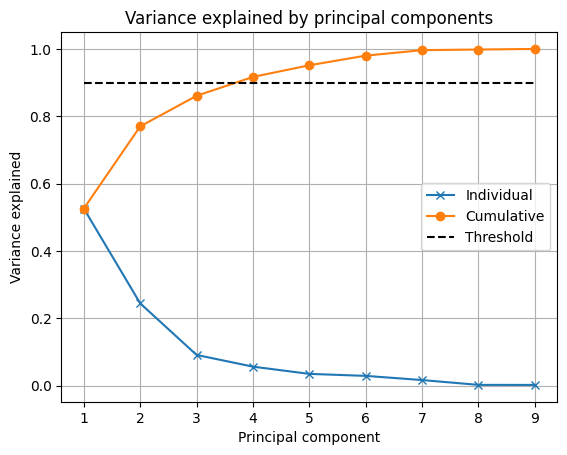 Variance explained by principal components
Variance explained
1.0
0.8
0.6
0.4
0.2
0.0
Individual
Cumulative
Threshold
1 2 3 4 5 6 7 8 9
Principal component